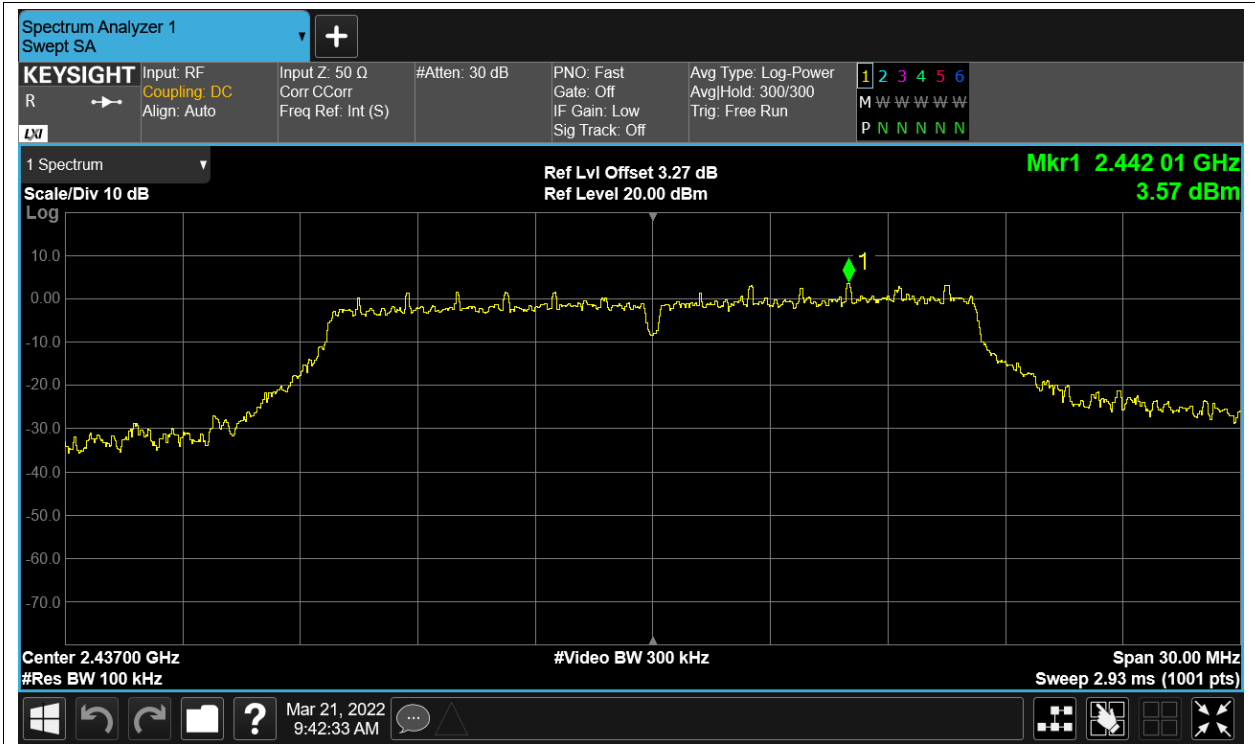 Spectrum Analyzer 1
Swept SA
+
KEYSIGHT
R
LXI
Input: RF
Coupling: DC
Align: Auto
Input Z: 50 Ω
Corr CCorr
Freq Ref: Int (S)
#Atten: 30 dB
PNO: Fast
Gate: Off
IF Gain: Low
Sig Track: Off
Avg Type: Log-Power
Avg|Hold: 300/300
Trig: Free Run
1 2 3 4 5 6
M W W W W W
P N N N N N
1 Spectrum
Scale/Div 10 dB
Log
Ref Lvl Offset 3.27 dB
Ref Level 20.00 dBm
Mkr1 2.442 01 GHz
3.57 dBm
10.0
1
0.00
-10.0
-20.0
-30.0
-40.0
-50.0
-60.0
-70.0
Center 2.43700 GHz
#Video BW 300 kHz
Span 30.00 MHz
#Res BW 100 kHz
Sweep 2.93 ms (1001 pts)
?
Mar 21, 2022
9:42:33 AM